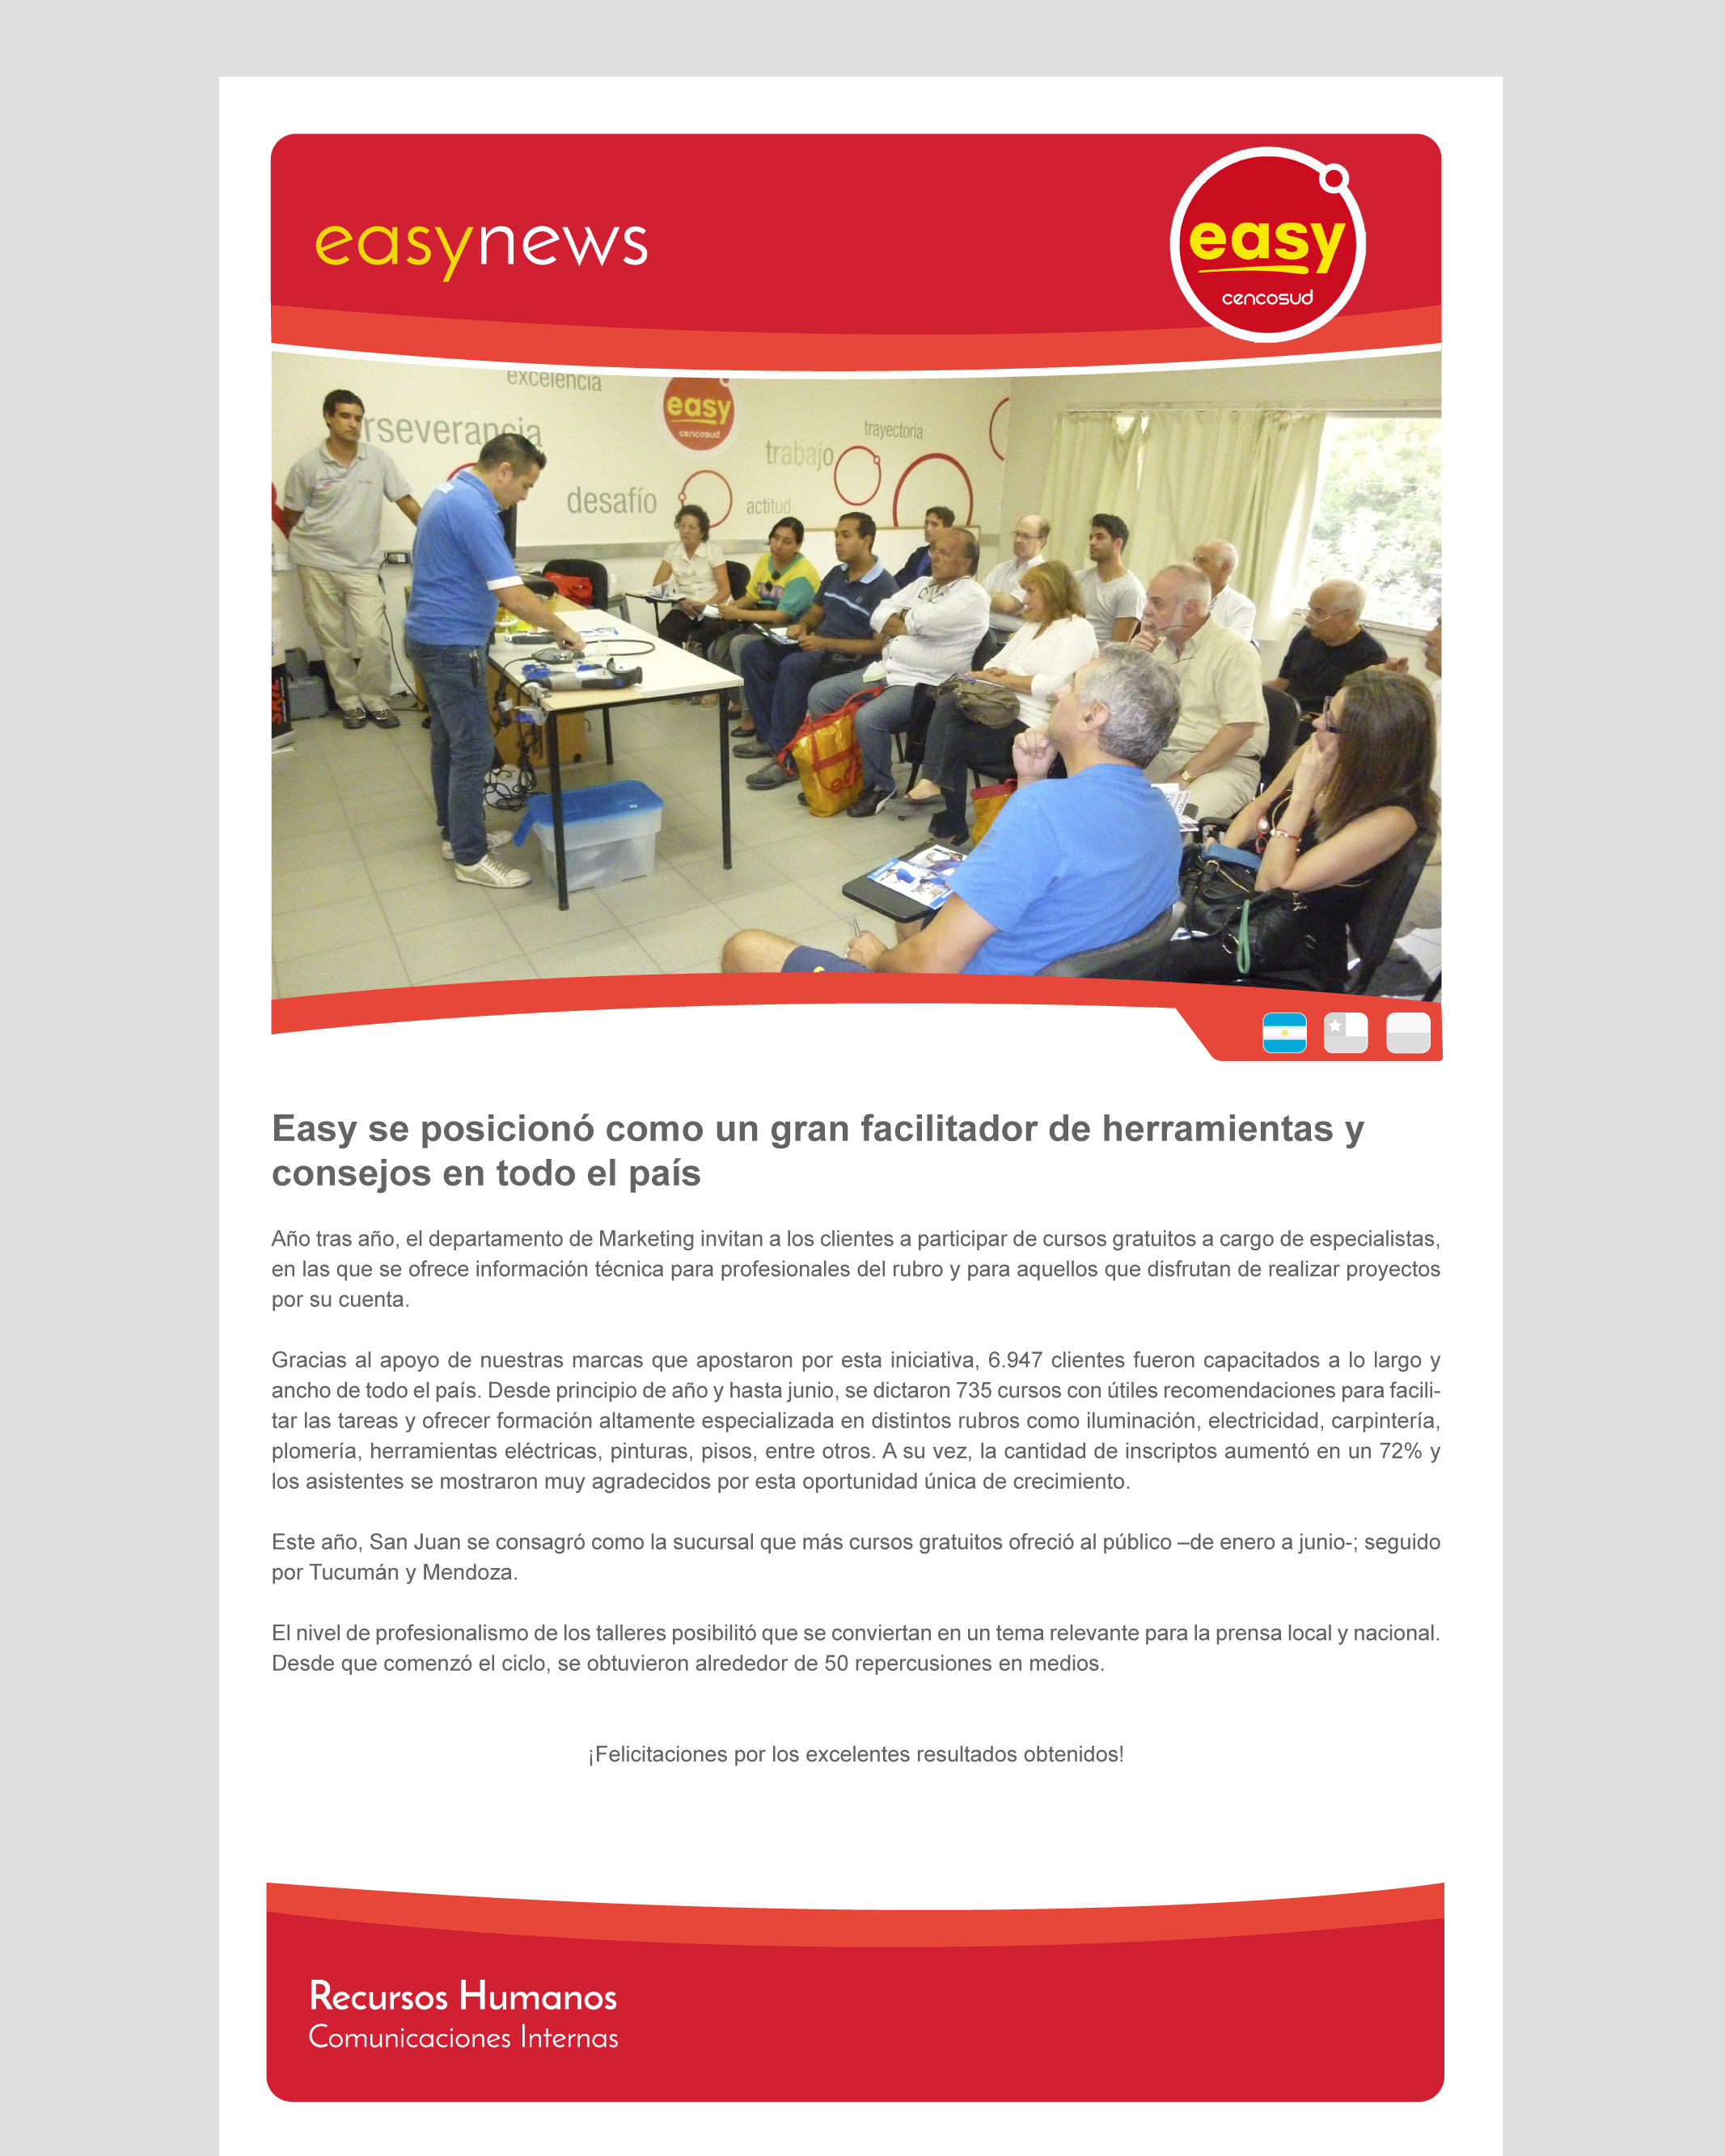 easynews
easy
cencosud
excelencia
rseverancia
easy
cencosud
trayectoria
trabajo
desafío
actitud
SKIL
Easy se posicionó como un gran facilitador de herramientas y
consejos en todo el país
Año tras año, el departamento de Marketing invitan a los clientes a participar de cursos gratuitos a cargo de especialistas,
en las que se ofrece información técnica para profesionales del rubro y para aquellos que disfrutan de realizar proyectos
por su cuenta.
Gracias al apoyo de nuestras marcas que apostaron por esta iniciativa, 6.947 clientes fueron capacitados a lo largo y
ancho de todo el país. Desde principio de año y hasta junio, se dictaron 735 cursos con útiles recomendaciones para facili-
tar las tareas y ofrecer formación altamente especializada en distintos rubros como iluminación, electricidad, carpintería,
plomería, herramientas eléctricas, pinturas, pisos, entre otros. A su vez, la cantidad de inscriptos aumentó en un 72% y
los asistentes se mostraron muy agradecidos por esta oportunidad única de crecimiento.
Este año, San Juan se consagró como la sucursal que más cursos gratuitos ofreció al público –de enero a junio-; seguido
por Tucumán y Mendoza.
El nivel de profesionalismo de los talleres posibilitó que se conviertan en un tema relevante para la prensa local y nacional.
Desde que comenzó el ciclo, se obtuvieron alrededor de 50 repercusiones en medios.
¡Felicitaciones por los excelentes resultados obtenidos!
Recursos Humanos
Comunicaciones Internas